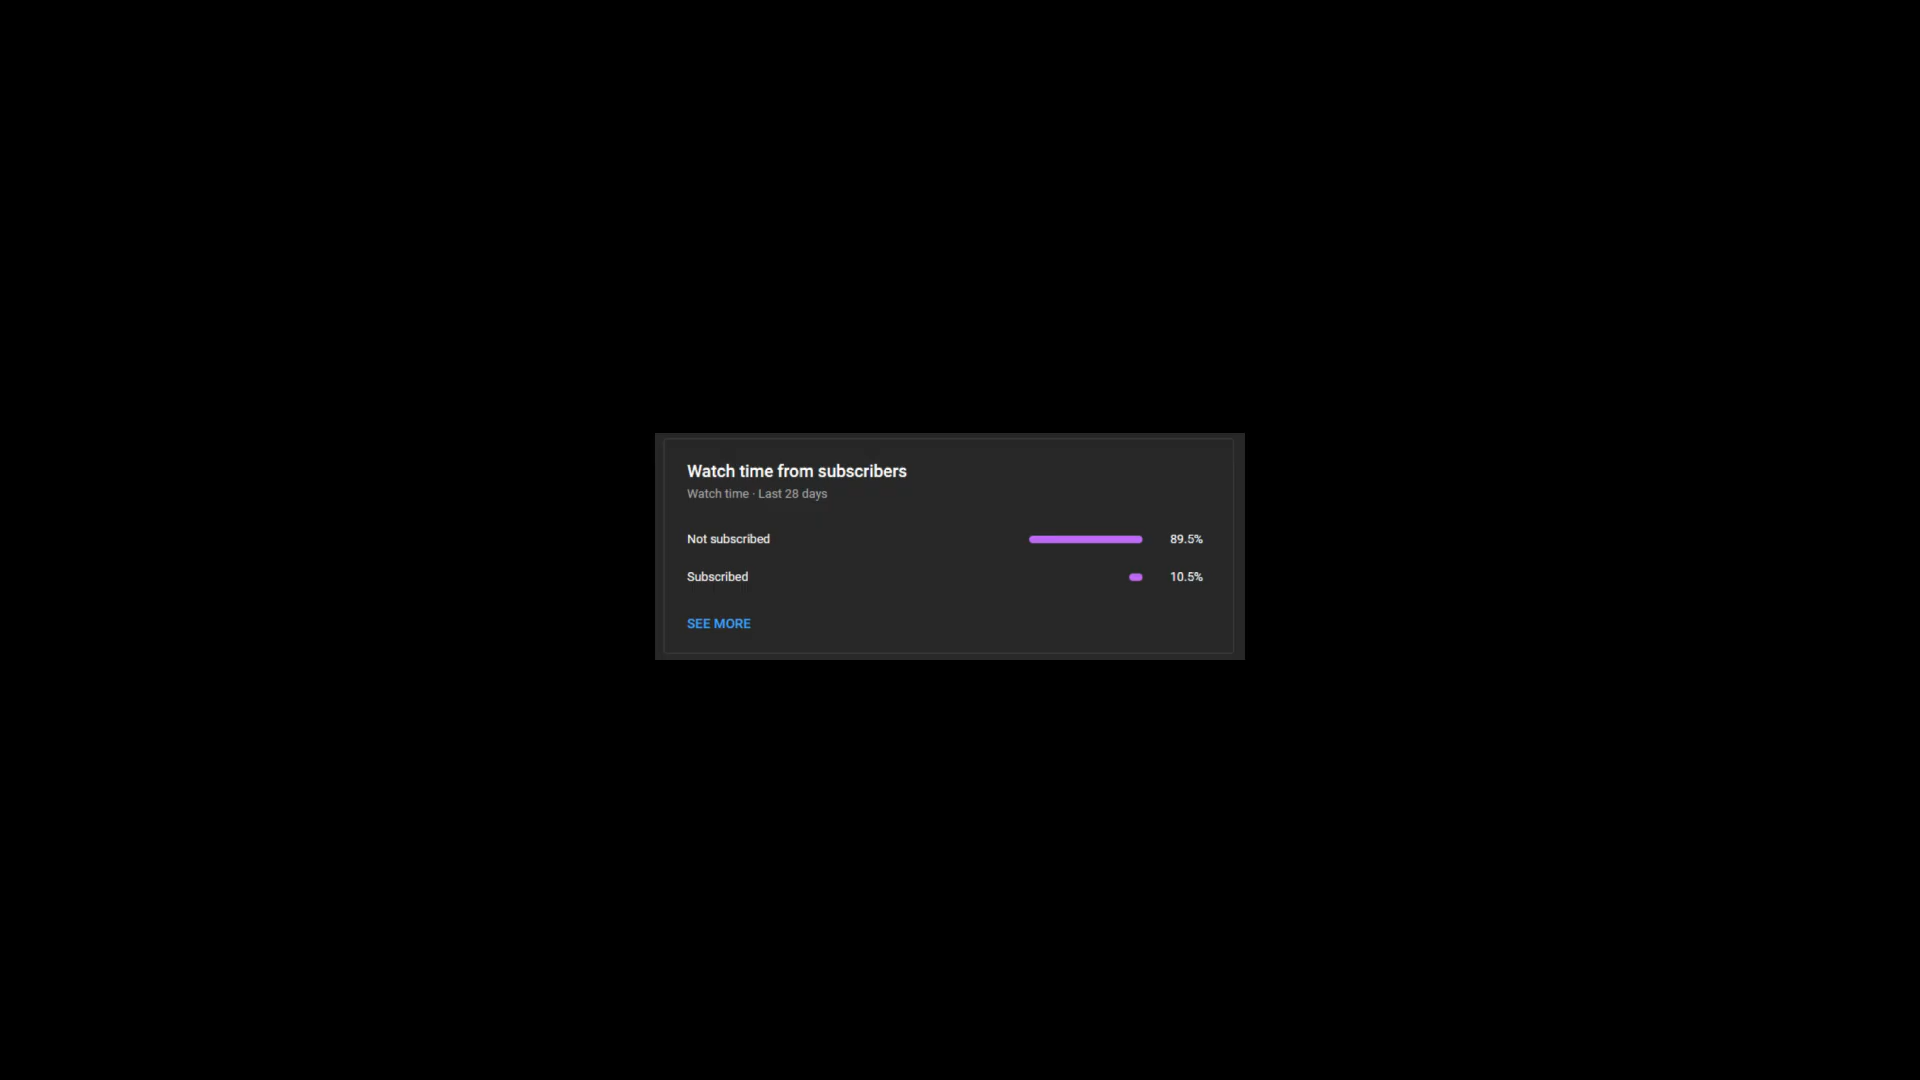 Watch time from subscribers
Watch time · Last 28 days
Not subscribed 89.5%
Subscribed 10.5%
SEE MORE